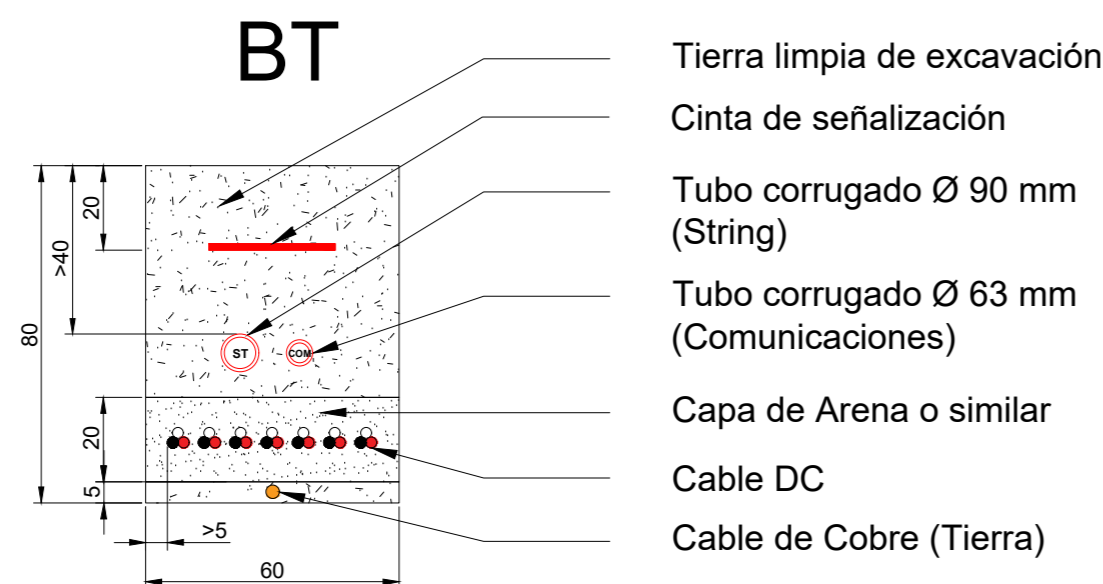 BT
Tierra limpia de excavación
Cinta de señalización
Tubo corrugado Ø 90 mm
(String)
Tubo corrugado Ø 63 mm
(Comunicaciones)
Capa de Arena o similar
Cable DC
Cable de Cobre (Tierra)
20
>40
80
ST
COM
20
5
>5
60